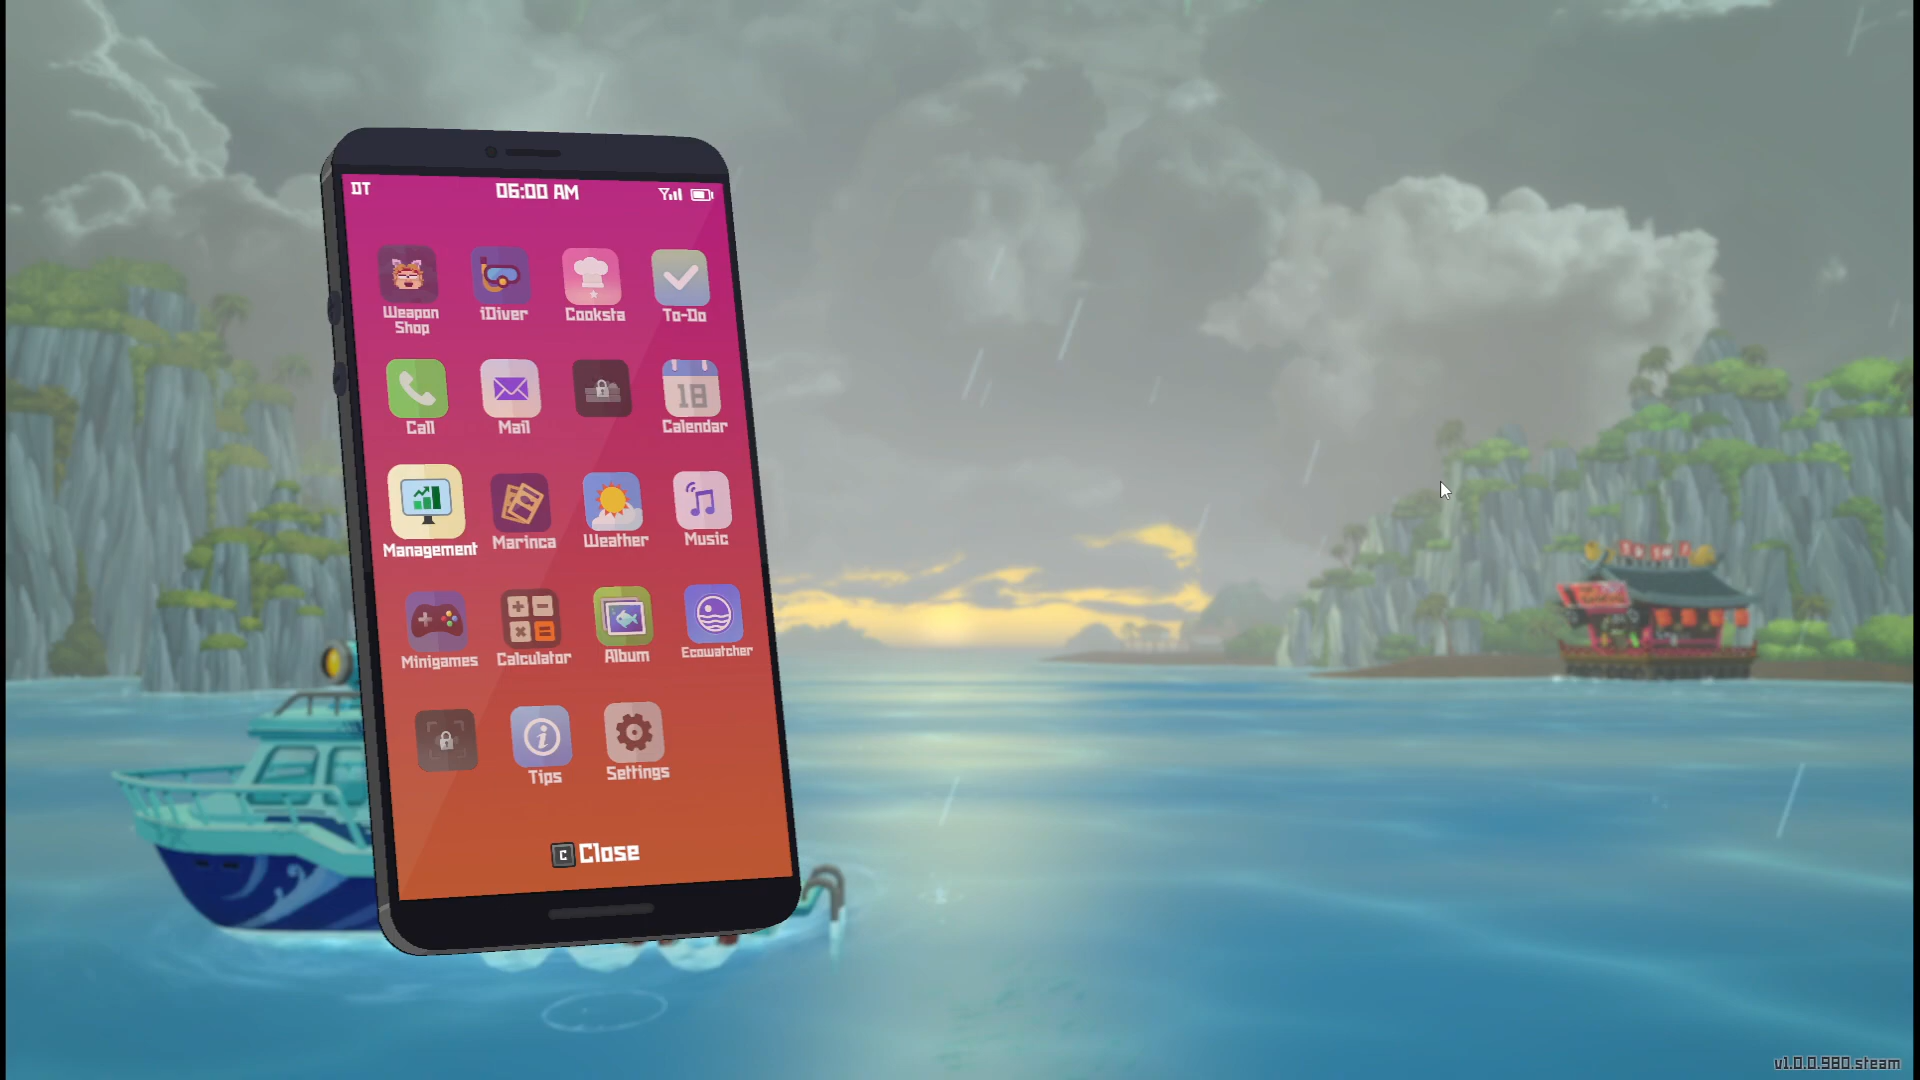 DT
06:00 AM
Weapon
Shop
iDiver
Cooksta
To-Do
Call
Mail
18
Calendar
Management
Marinca
Weather
Music
Minigames
Calculator
Album
Ecowatcher
Tips
Settings
C Close
SUSHI
v1.0.0.980.steam